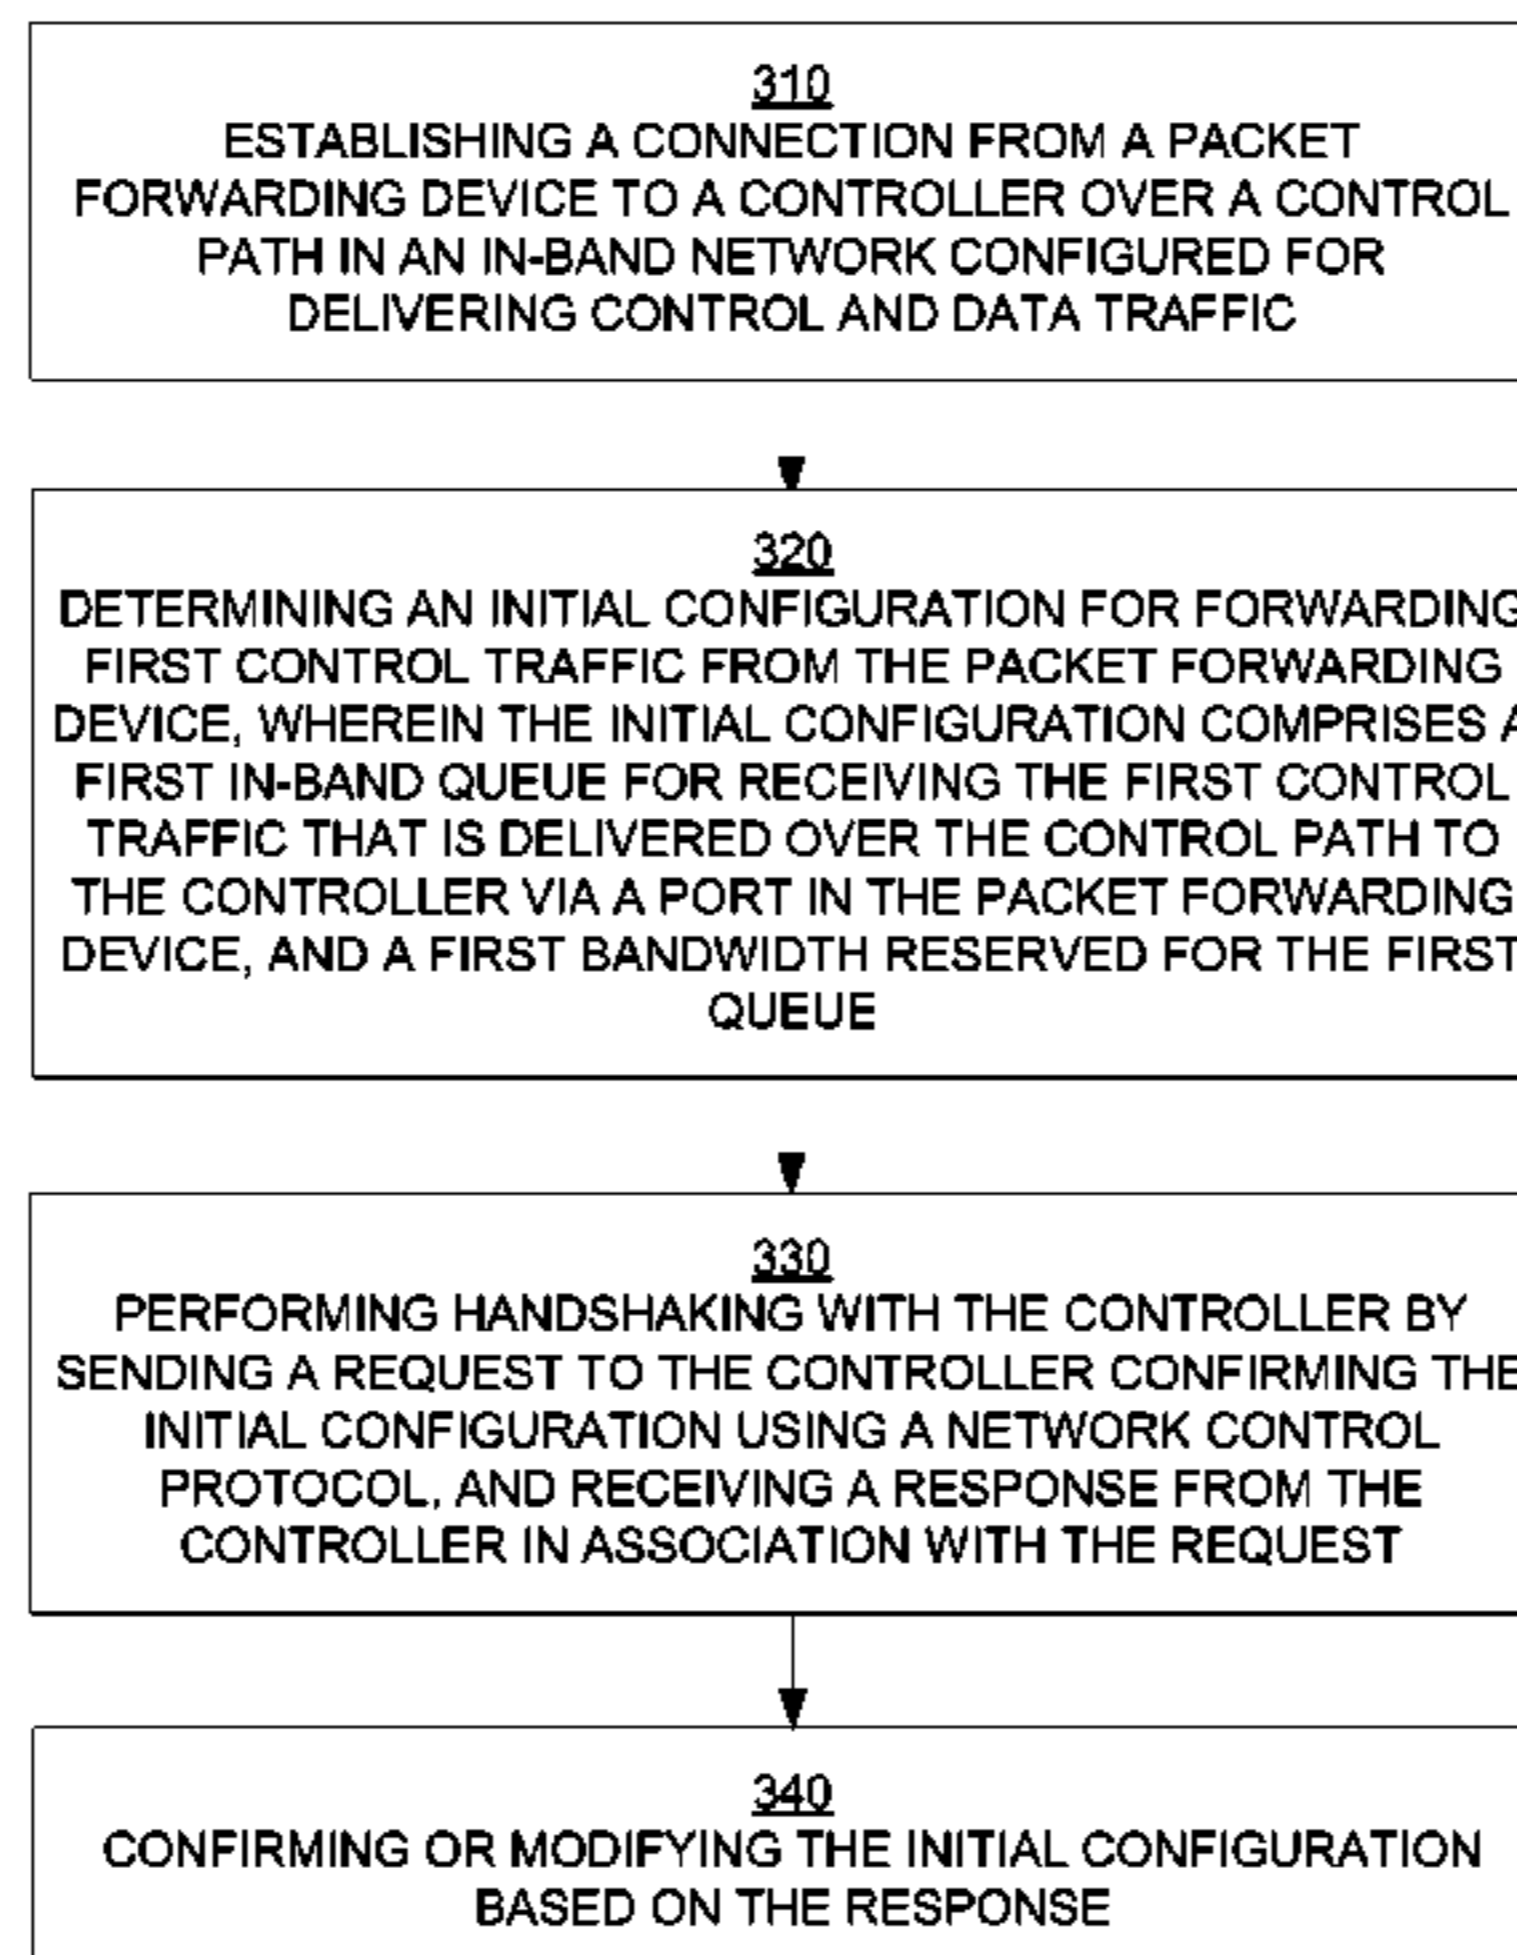 310
ESTABLISHING A CONNECTION FROM A PACKET
FORWARDING DEVICE TO A CONTROLLER OVER A CONTROL
PATH IN AN IN-BAND NETWORK CONFIGURED FOR
DELIVERING CONTROL AND DATA TRAFFIC
320
DETERMINING AN INITIAL CONFIGURATION FOR FORWARDING
FIRST CONTROL TRAFFIC FROM THE PACKET FORWARDING
DEVICE, WHEREIN THE INITIAL CONFIGURATION COMPRISES A
FIRST IN-BAND QUEUE FOR RECEIVING THE FIRST CONTROL
TRAFFIC THAT IS DELIVERED OVER THE CONTROL PATH TO
THE CONTROLLER VIA A PORT IN THE PACKET FORWARDING
DEVICE, AND A FIRST BANDWIDTH RESERVED FOR THE FIRST
QUEUE
330
PERFORMING HANDSHAKING WITH THE CONTROLLER BY
SENDING A REQUEST TO THE CONTROLLER CONFIRMING THE
INITIAL CONFIGURATION USING A NETWORK CONTROL
PROTOCOL, AND RECEIVING A RESPONSE FROM THE
CONTROLLER IN ASSOCIATION WITH THE REQUEST
340
CONFIRMING OR MODIFYING THE INITIAL CONFIGURATION
BASED ON THE RESPONSE